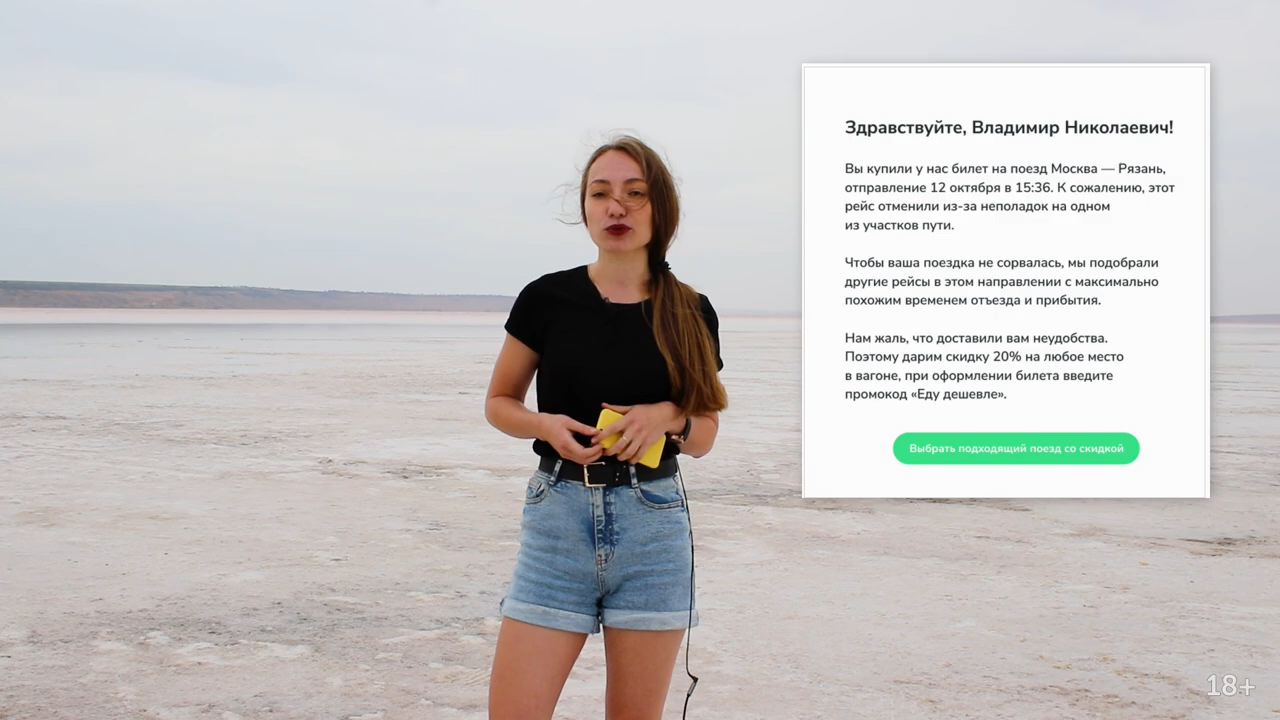 Здравствуйте, Владимир Николаевич!
Вы купили у нас билет на поезд Москва — Рязань,
отправление 12 октября в 15:36. К сожалению, этот
рейс отменили из-за неполадок на одном
из участков пути.
Чтобы ваша поездка не сорвалась, мы подобрали
другие рейсы в этом направлении с максимально
похожим временем отъезда и прибытия.
Нам жаль, что доставили вам неудобства.
Поэтому дарим скидку 20% на любое место
в вагоне, при оформлении билета введите
промокод «Еду дешевле».
Выбрать подходящий поезд со скидкой
18+